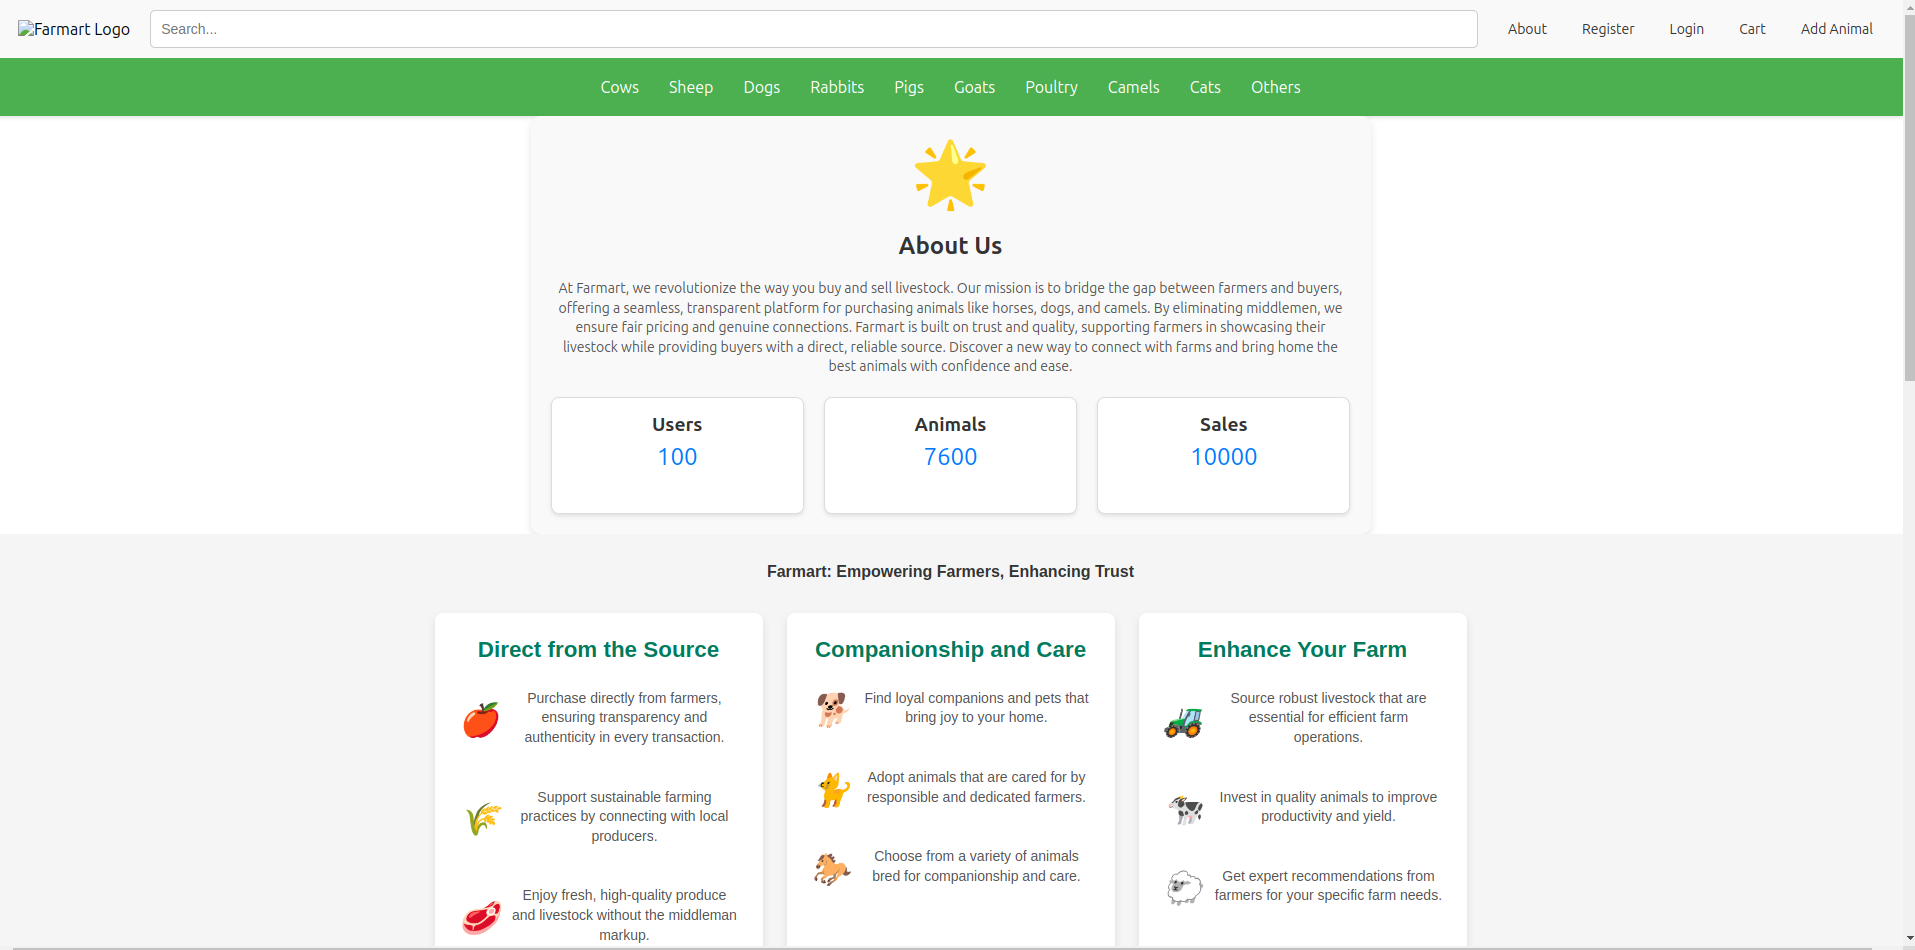 Farmart Logo
Search...
About Register Login Cart Add Animal
Cows Sheep Dogs Rabbits Pigs Goats Poultry Camels Cats Others
About Us
At Farmart, we revolutionize the way you buy and sell livestock. Our mission is to bridge the gap between farmers and buyers,
offering a seamless, transparent platform for purchasing animals like horses, dogs, and camels. By eliminating middlemen, we
ensure fair pricing and genuine connections. Farmart is built on trust and quality, supporting farmers in showcasing their
livestock while providing buyers with a direct, reliable source. Discover a new way to connect with farms and bring home the
best animals with confidence and ease.
Users
100
Animals
7600
Sales
10000
Farmart: Empowering Farmers, Enhancing Trust
Direct from the Source
Purchase directly from farmers,
ensuring transparency and
authenticity in every transaction.
Support sustainable farming
practices by connecting with local
producers.
Enjoy fresh, high-quality produce
and livestock without the middleman
markup.
Companionship and Care
Find loyal companions and pets that
bring joy to your home.
Adopt animals that are cared for by
responsible and dedicated farmers.
Choose from a variety of animals
bred for companionship and care.
Enhance Your Farm
Source robust livestock that are
essential for efficient farm
operations.
Invest in quality animals to improve
productivity and yield.
Get expert recommendations from
farmers for your specific farm needs.